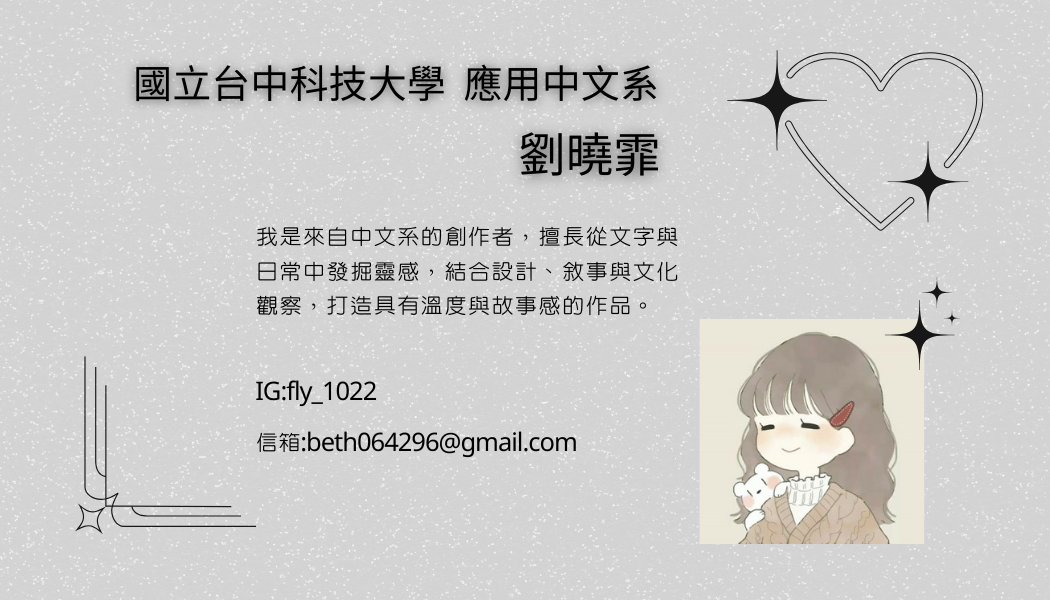 國立台中科技大學 應用中文系
劉曉霏
我是來自中文系的創作者，擅長從文字與
日常中發掘靈感，結合設計、敘事與文化
觀察，打造具有溫度與故事感的作品。
IG:fly_1022
信箱:beth064296@gmail.com